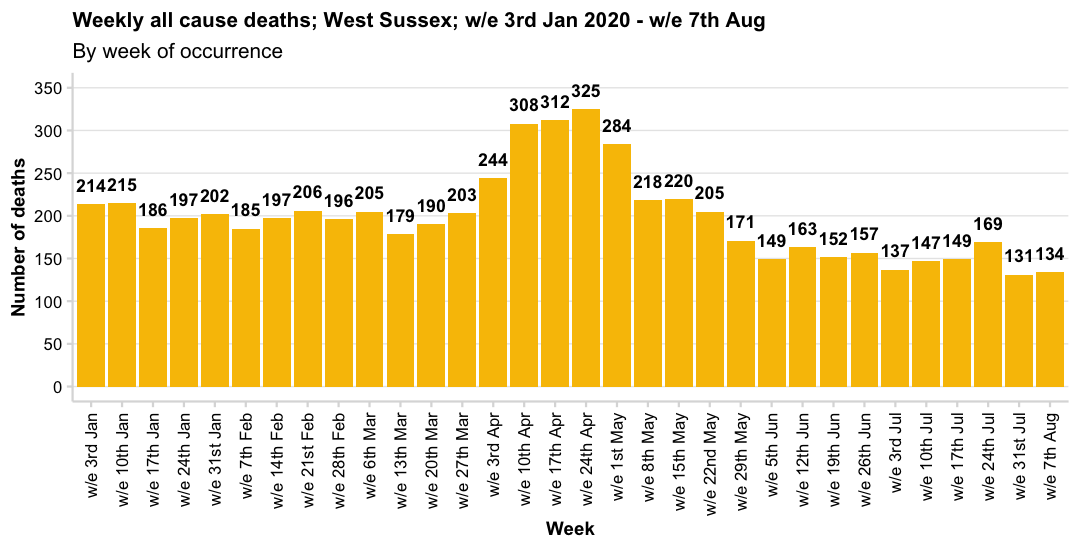 Weekly all cause deaths; West Sussex; w/e 3rd Jan 2020 - w/e 7th Aug
By week of occurrence
Number of deaths
350
300
250
200
150
100
50
0
214
215
186
197
202
185
197
206
196
205
179
190
203
244
308
312
325
284
218
220
205
171
149
163
152
157
137
147
149
169
131
134
w/e 3rd Jan
w/e 10th Jan
w/e 17th Jan
w/e 24th Jan
w/e 31st Jan
w/e 7th Feb
w/e 14th Feb
w/e 21st Feb
w/e 28th Feb
w/e 6th Mar
w/e 13th Mar
w/e 20th Mar
w/e 27th Mar
w/e 3rd Apr
w/e 10th Apr
w/e 17th Apr
w/e 24th Apr
w/e 1st May
w/e 8th May
w/e 15th May
w/e 22nd May
w/e 29th May
w/e 5th Jun
w/e 12th Jun
w/e 19th Jun
w/e 26th Jun
w/e 3rd Jul
w/e 10th Jul
w/e 17th Jul
w/e 24th Jul
w/e 31st Jul
w/e 7th Aug
Week